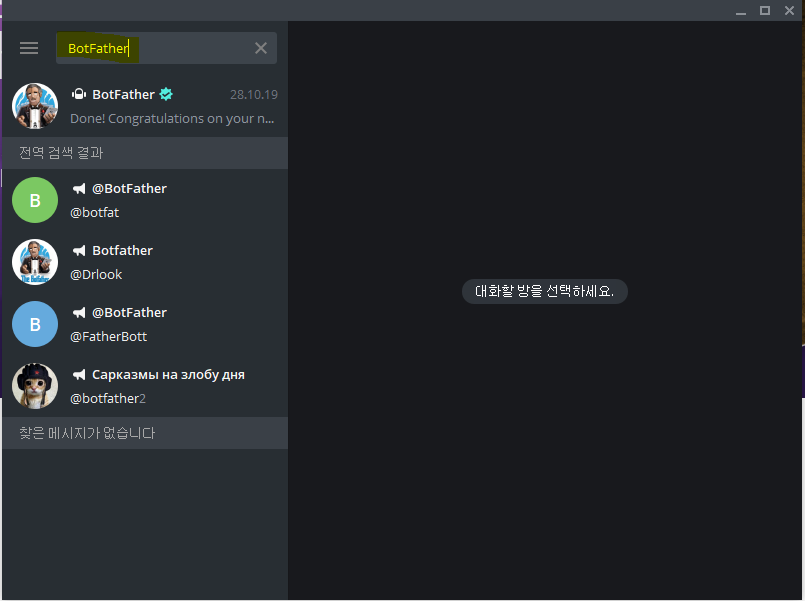 BotFather
BotFather 28.10.19
Done! Congratulations on your n...
전역 검색 결과
B
@BotFather
@botfat
Botfather
@Drlook
B
@BotFather
@FatherBott
Сарказмы на злобу дня
@botfather2
찾은 메시지가 없습니다
대화할 방을 선택하세요.